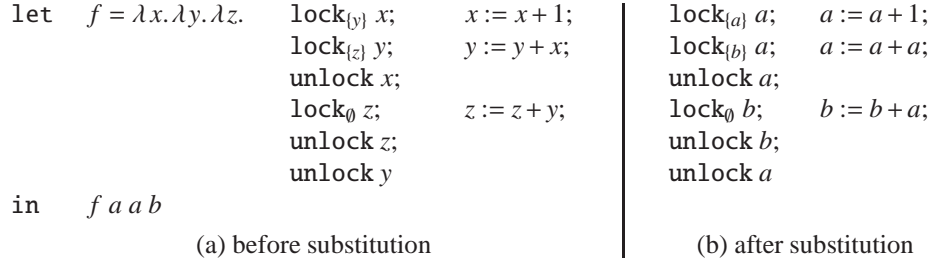 let f = λx.λy.λz. lock{y} x; x := x+1; lock{a} a; a := a+1;
lock{z} y; y := y+x; lock{b} a; a := a+a;
unlock x; unlock a;
lock∅ z; z := z+y; lock∅ b; b := b+a;
unlock z; unlock b;
unlock y unlock a
in f a a b
(a) before substitution (b) after substitution